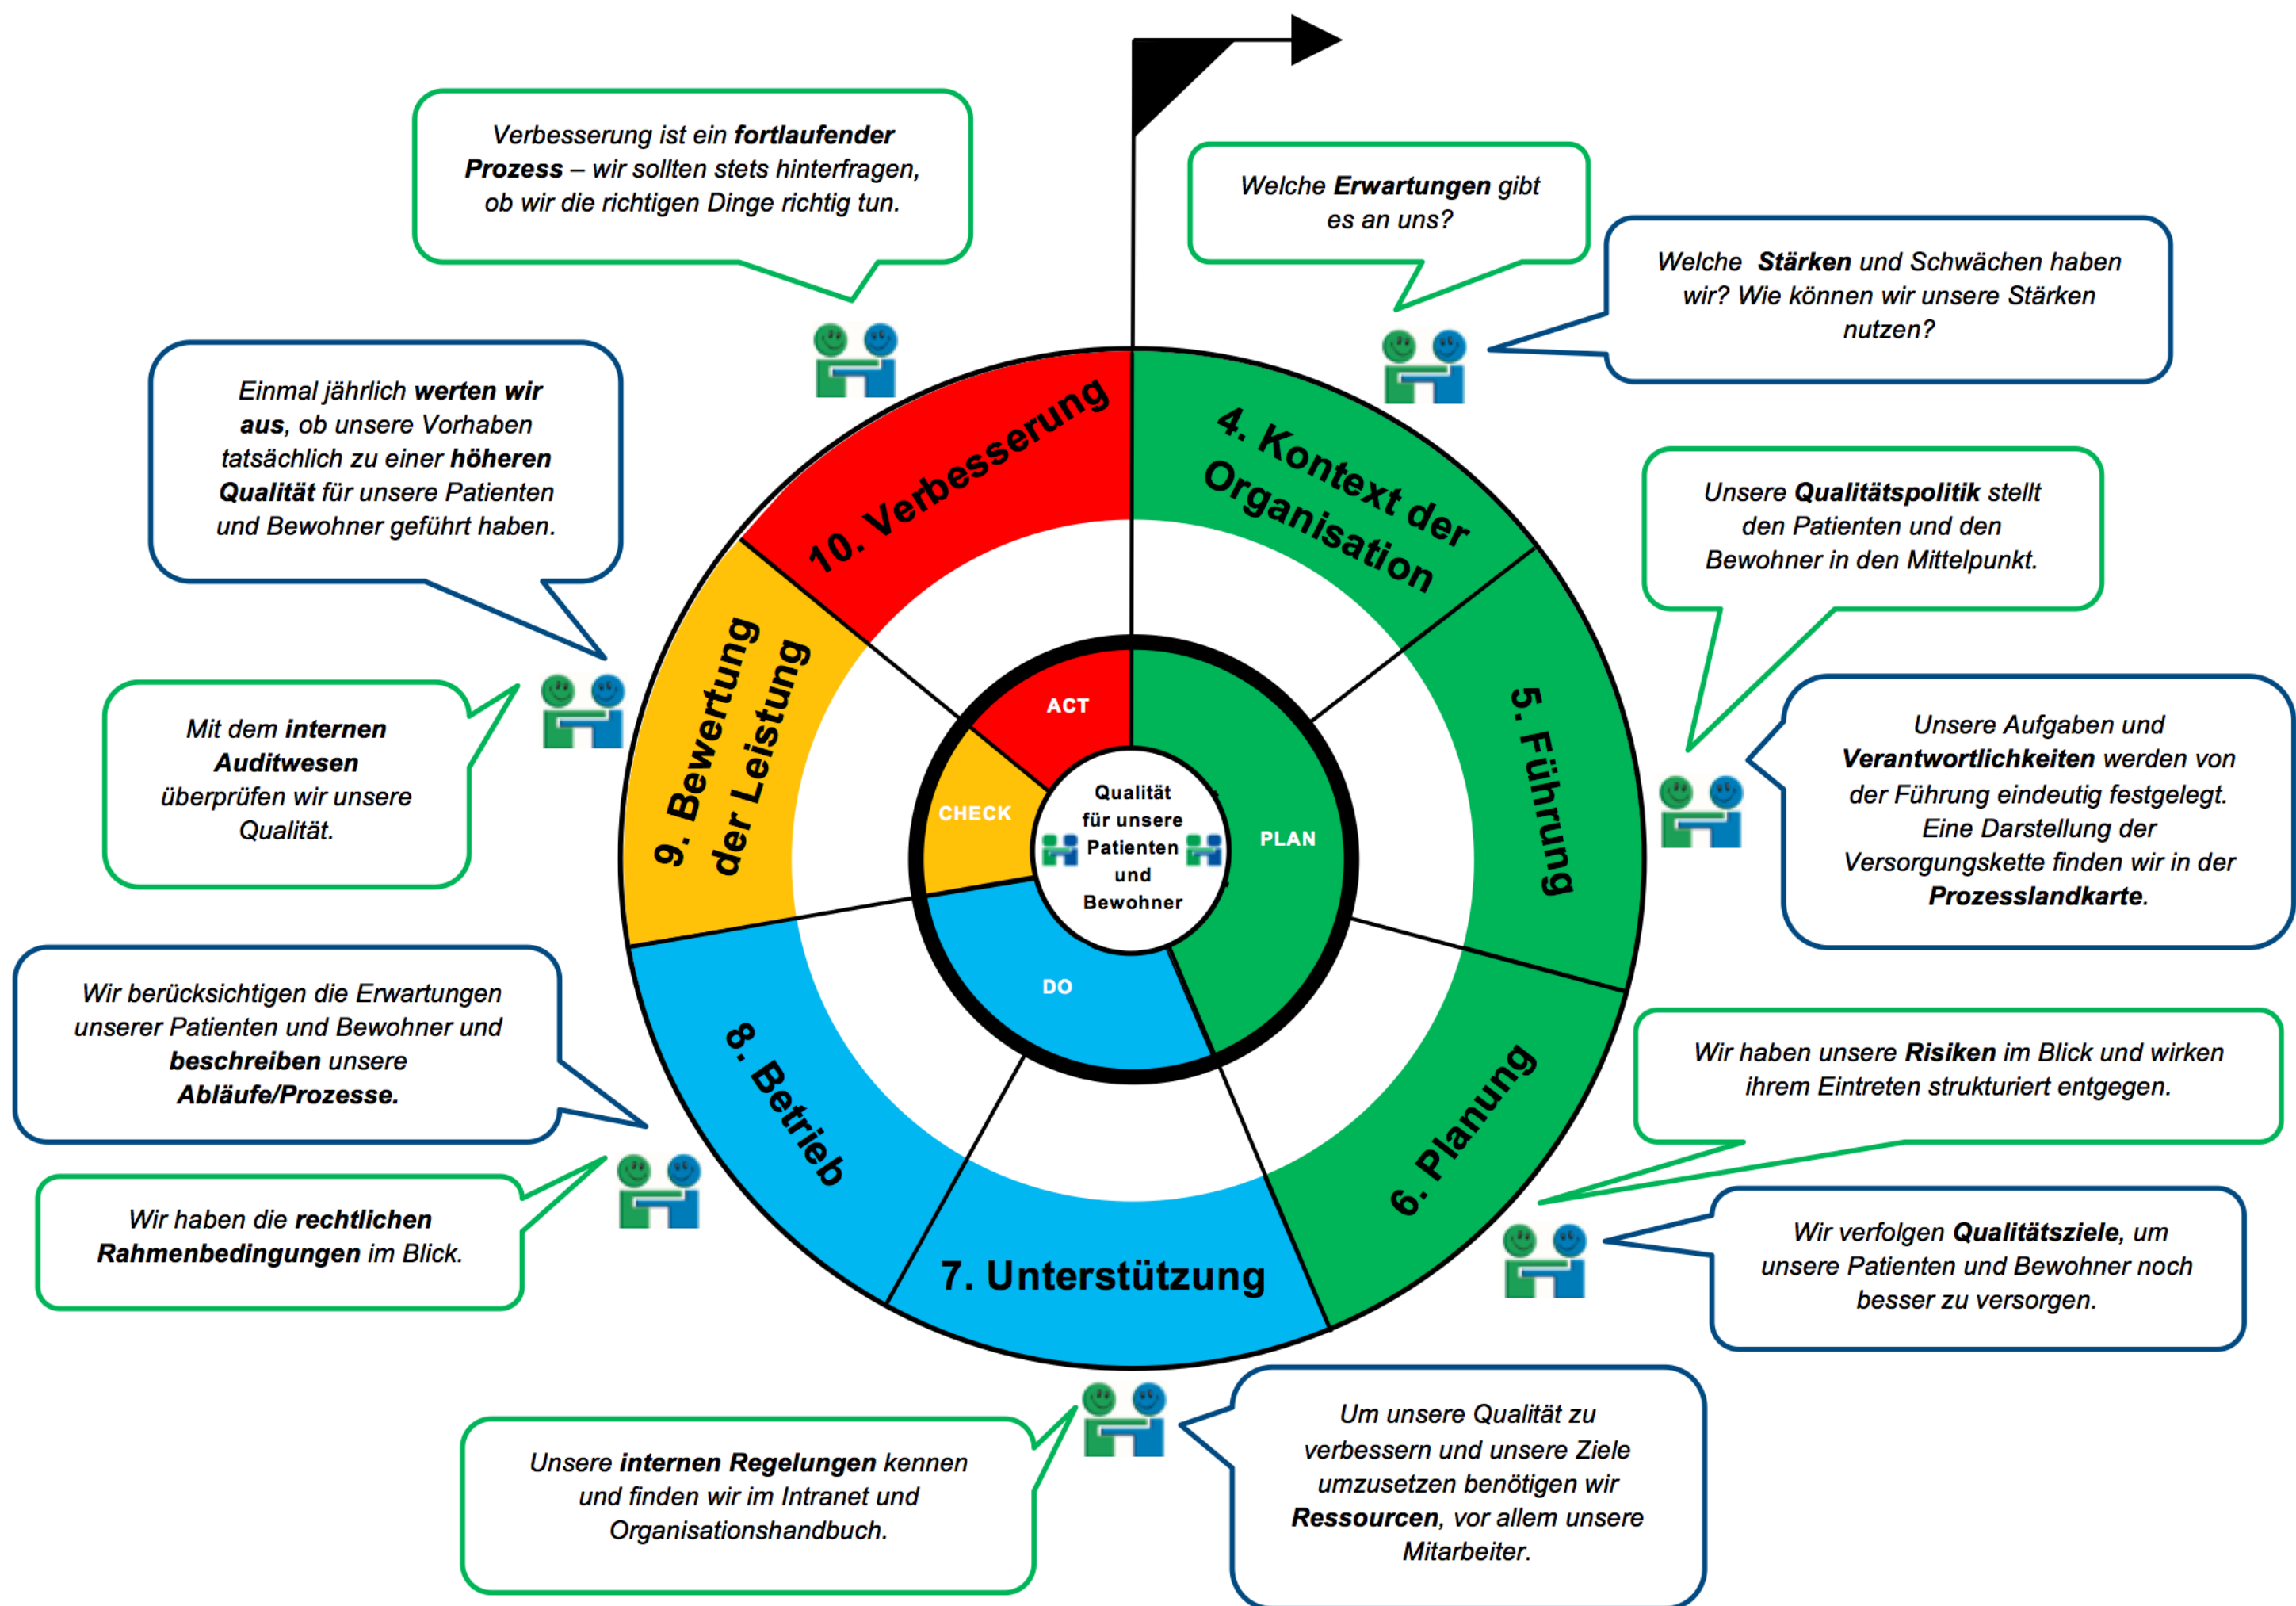 Verbesserung ist ein fortlaufender
Prozess – wir sollten stets hinterfragen,
ob wir die richtigen Dinge richtig tun.
Welche Erwartungen gibt
es an uns?
Welche Stärken und Schwächen haben
wir? Wie können wir unsere Stärken
nutzen?
Einmal jährlich werten wir
aus, ob unsere Vorhaben
tatsächlich zu einer höheren
Qualität für unsere Patienten
und Bewohner geführt haben.
Unsere Qualitätspolitik stellt
den Patienten und den
Bewohner in den Mittelpunkt.
Mit dem internen
Auditwesen
überprüfen wir unsere
Qualität.
Unsere Aufgaben und
Verantwortlichkeiten werden von
der Führung eindeutig festgelegt.
Eine Darstellung der
Versorgungskette finden wir in der
Prozesslandkarte.
Wir berücksichtigen die Erwartungen
unserer Patienten und Bewohner und
beschreiben unsere
Abläufe/Prozesse.
Wir haben unsere Risiken im Blick und wirken
ihrem Eintreten strukturiert entgegen.
Wir haben die rechtlichen
Rahmenbedingungen im Blick.
Wir verfolgen Qualitätsziele, um
unsere Patienten und Bewohner noch
besser zu versorgen.
Unsere internen Regelungen kennen
und finden wir im Intranet und
Organisationshandbuch.
Um unsere Qualität zu
verbessern und unsere Ziele
umzusetzen benötigen wir
Ressourcen, vor allem unsere
Mitarbeiter.
4. Kontext der
Organisation
5. Führung
6. Planung
7. Unterstützung
8. Betrieb
9. Bewertung
der Leistung
10. Verbesserung
ACT
PLAN
CHECK
DO
Qualität
für unsere
Patienten
und
Bewohner